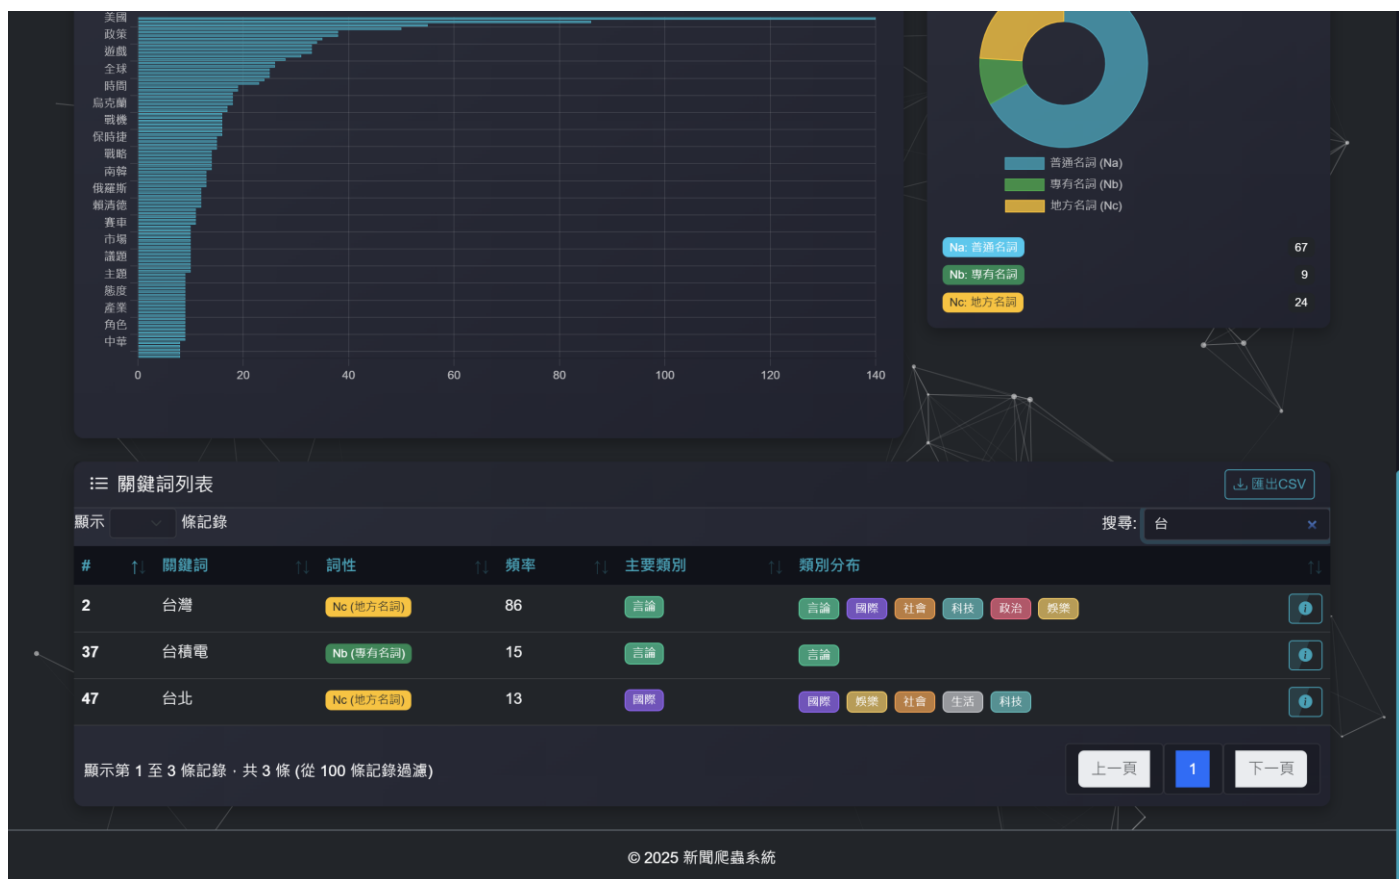 美國
政策
遊戲
全球
時間
烏克蘭
戰機
保時捷
戰略
南韓
俄羅斯
賴清德
賽車
市場
議題
主題
態度
產業
角色
中華
0 20 40 60 80 100 120 140
普通名詞 (Na)
專有名詞 (Nb)
地方名詞 (Nc)
Na: 普通名詞 67
Nb: 專有名詞 9
Nc: 地方名詞 24
關鍵詞列表 匯出CSV
顯示 條記錄 搜尋: 台
# 關鍵詞 詞性 頻率 主要類別 類別分布
2 台灣 Nc (地方名詞) 86 言論 言論 國際 社會 科技 政治 娛樂
37 台積電 Nb (專有名詞) 15 言論 言論
47 台北 Nc (地方名詞) 13 國際 國際 娛樂 社會 生活 科技
顯示第 1 至 3 條記錄，共 3 條 (從 100 條記錄過濾) 上一頁 1 下一頁
© 2025 新聞爬蟲系統